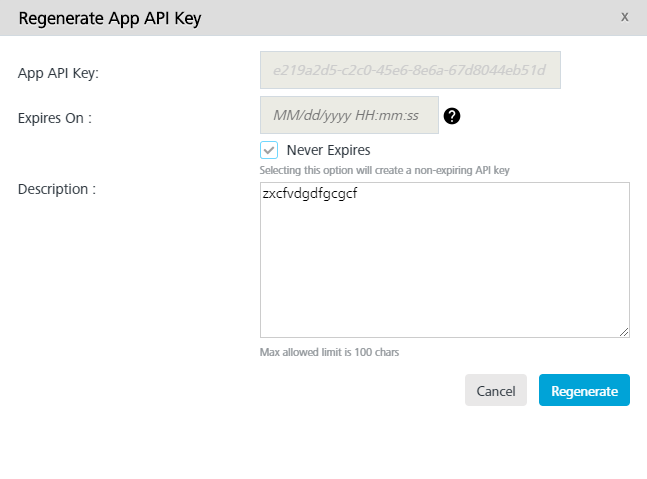 Regenerate App API Key
x
App API Key:
e219a2d5-c2c0-45e6-8e6a-67d8044eb51d
Expires On :
MM/dd/yyyy HH:mm:ss
?
Never Expires
Selecting this option will create a non-expiring API key
Description :
zxcfvdgdfgcgcf
Max allowed limit is 100 chars
Cancel
Regenerate